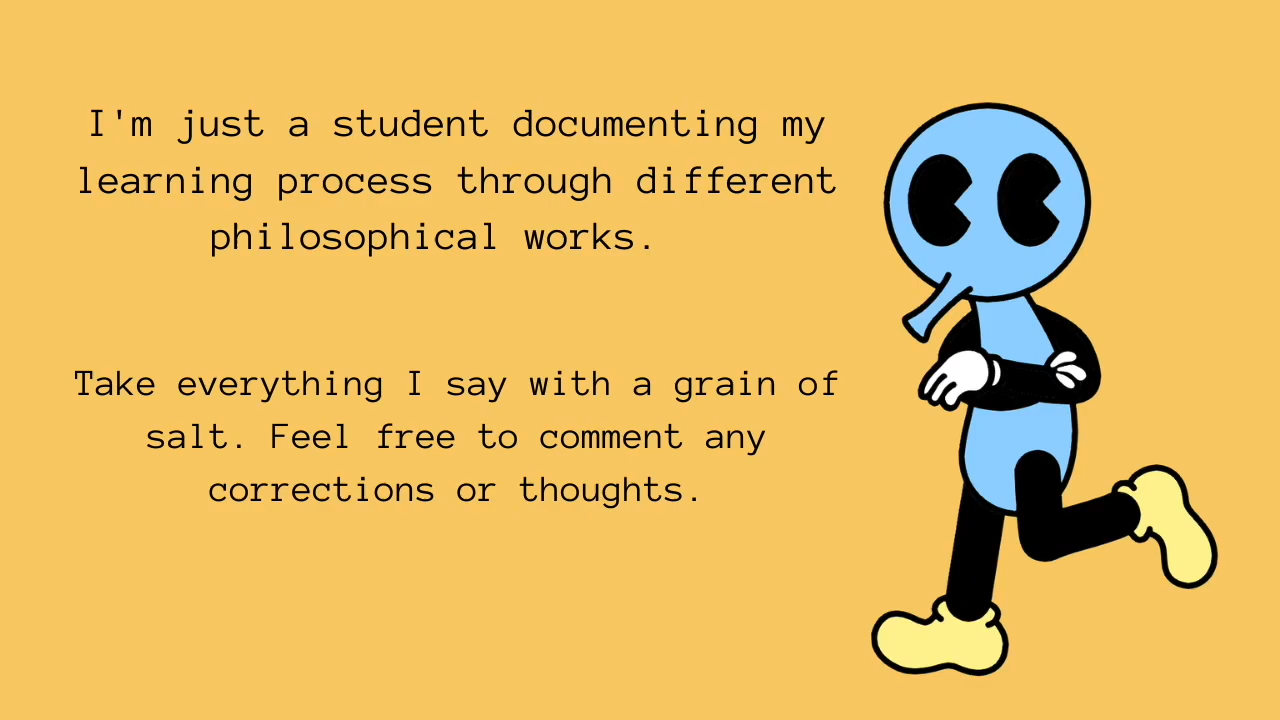 I'm just a student documenting my
learning process through different
philosophical works.
Take everything I say with a grain of
salt. Feel free to comment any
corrections or thoughts.